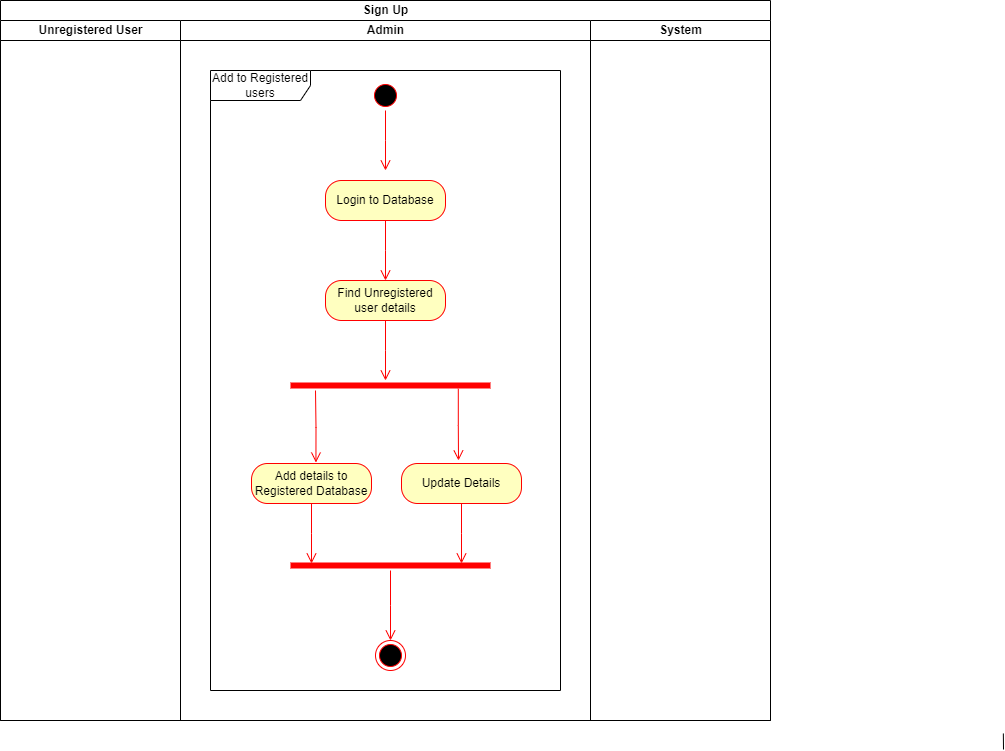 Sign Up
Unregistered User
Admin
System
Add to Registered
users
Login to Database
Find Unregistered
user details
Add details to
Registered Database
Update Details